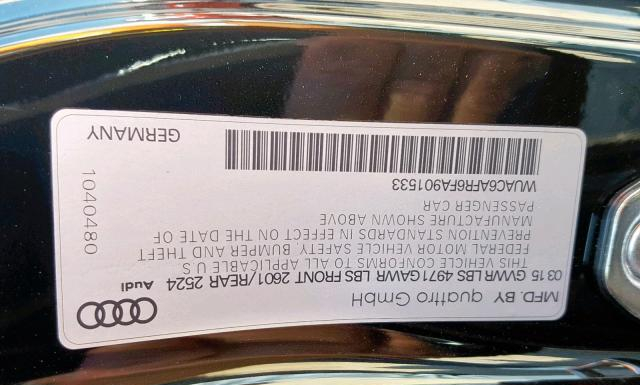 MFD. BY quattro GmbH
03.15 GVWR LBS 4971 GAWR LBS FRONT 2601/REAR 2524
Audi
THIS VEHICLE CONFORMS TO ALL APPLICABLE U.S
FEDERAL MOTOR VEHICLE SAFETY, BUMPER AND THEFT
PREVENTION STANDARDS IN EFFECT ON THE DATE OF
MANUFACTURE SHOWN ABOVE
PASSENGER CAR
WUAC6AFR6FA901533
1040480
GERMANY